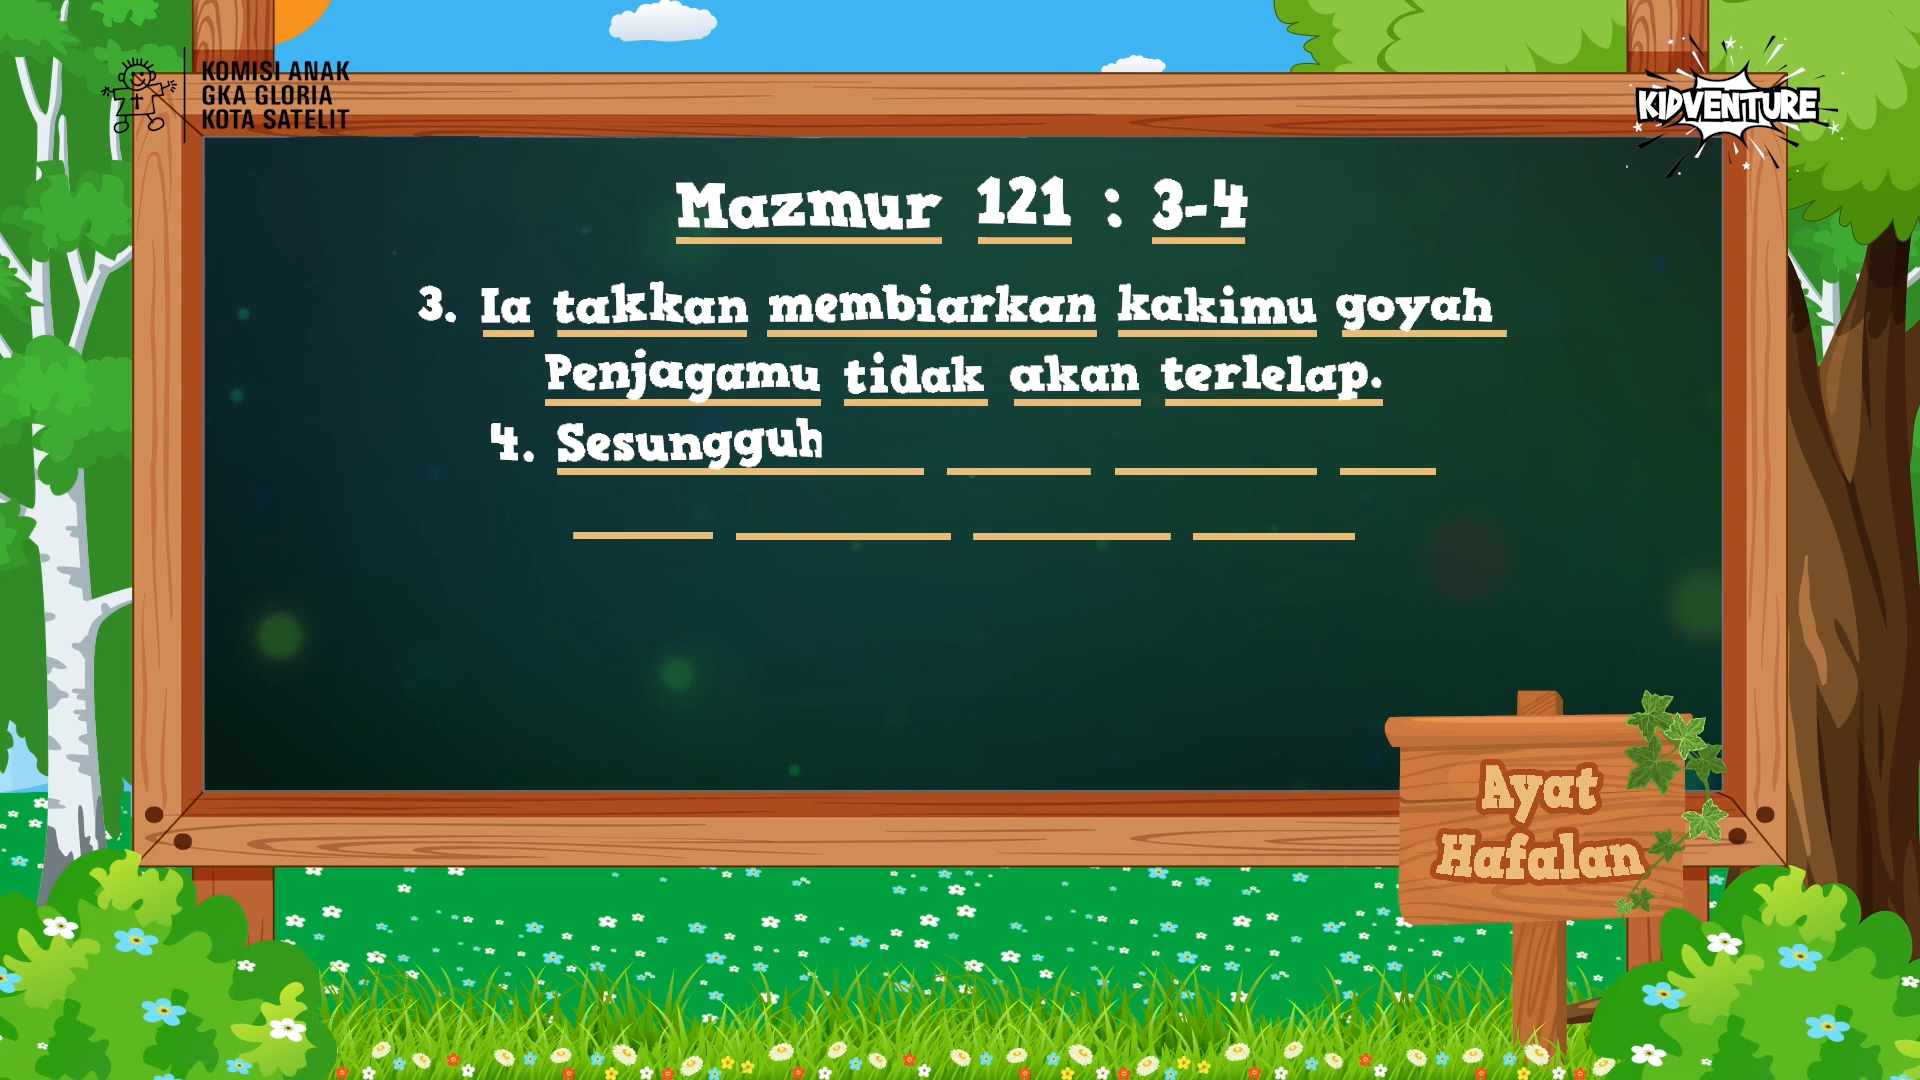 KOMISI ANAK
GKA GLORIA
KOTA SATELIT
KIDVENTURE
Mazmur 121 : 3-4
3. Ia takkan membiarkan kakimu goyah
Penjagamu tidak akan terlelap.
4. Sesungguh
Ayat
Hafalan